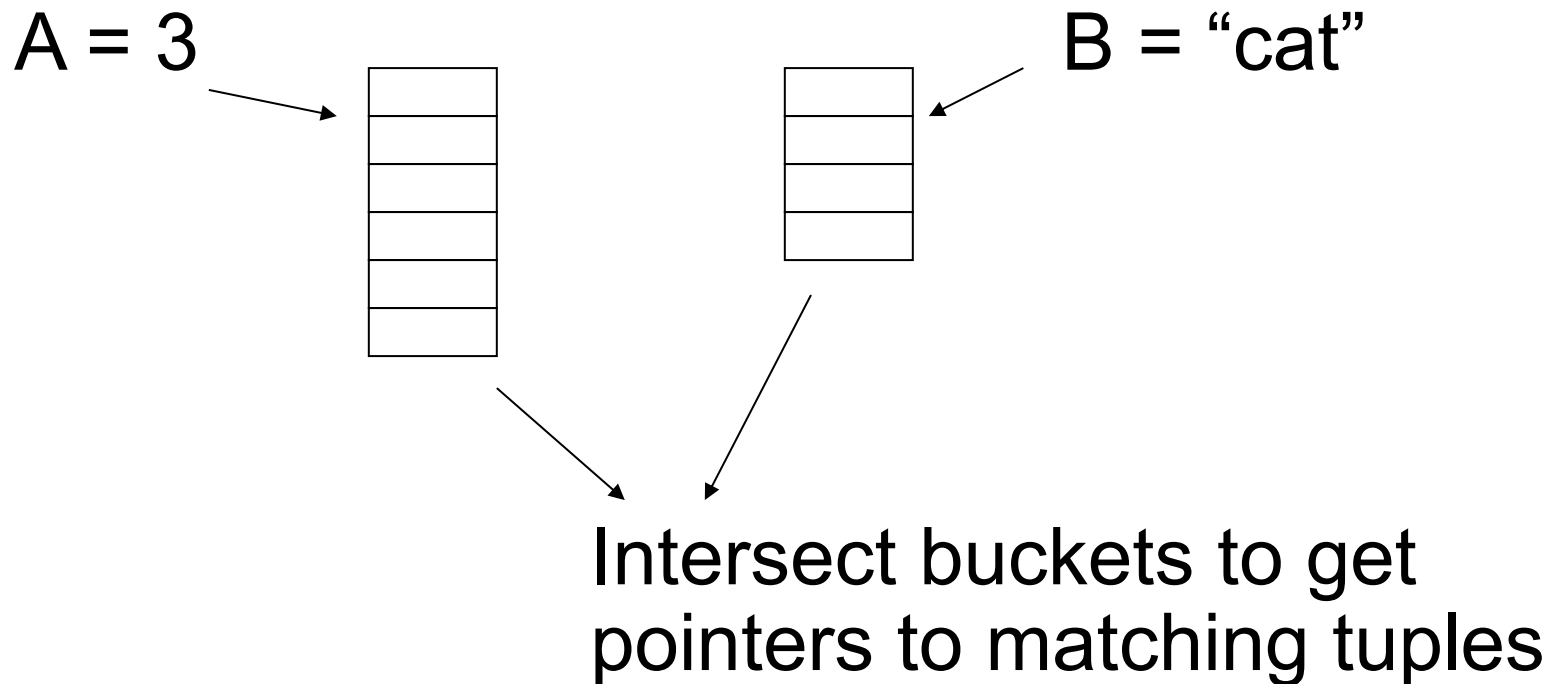 A = 3
B = “cat”
Intersect buckets to get
pointers to matching tuples